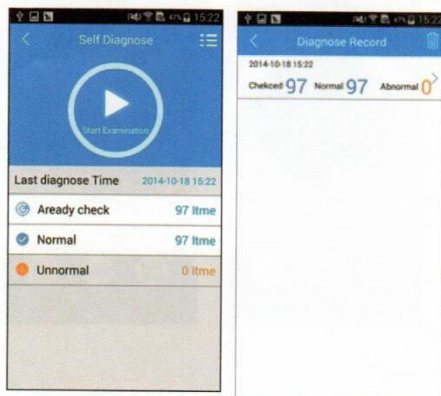 47% 15:22
Self Diagnose
Start Examination
Last diagnose Time 2014-10-18 15:22
Aready check 97 Itme
Normal 97 Itme
Unnormal 0 Itme
47% 15:22
Diagnose Record
2014-10-18 15:22
Chekced 97 Normal 97 Abnormal 0